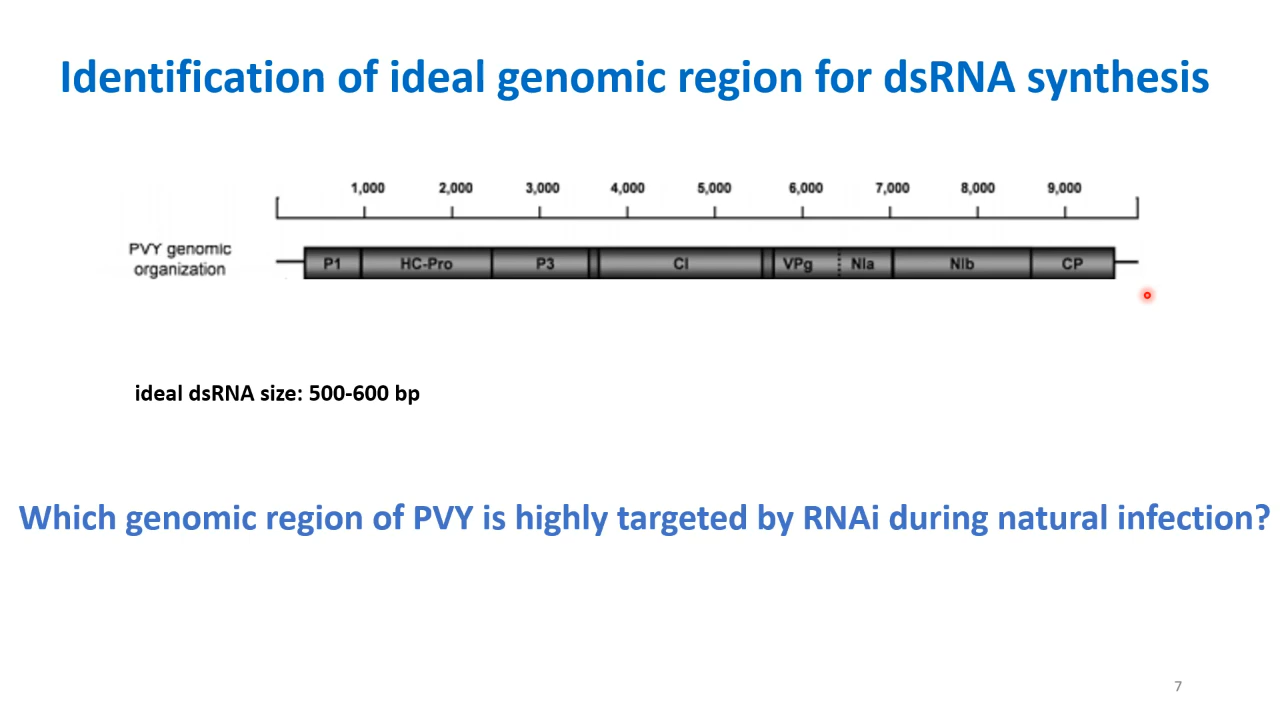 Identification of ideal genomic region for dsRNA synthesis
1,000 2,000 3,000 4,000 5,000 6,000 7,000 8,000 9,000
PVY genomic
organization
P1 HC-Pro P3 CI VPg NIa NIb CP
ideal dsRNA size: 500-600 bp
Which genomic region of PVY is highly targeted by RNAi during natural infection?
7